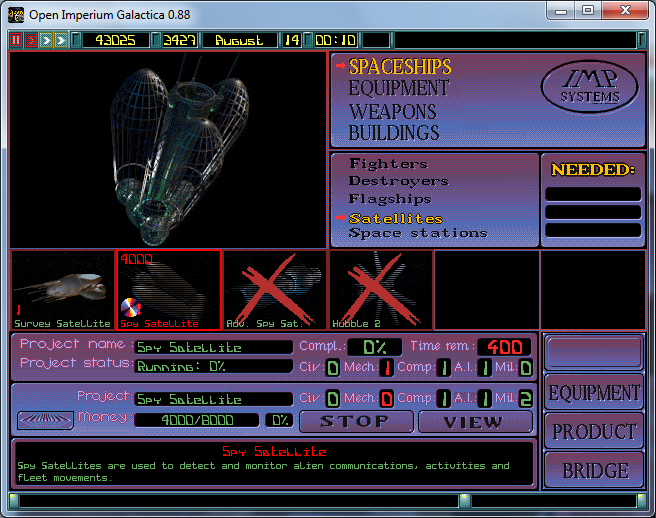 Open Imperium Galactica 0.88
43025 3427 August 14 00:10
SPACESHIPS
EQUIPMENT
WEAPONS
BUILDINGS
IMP
SYSTEMS
Fighters
Destroyers
Flagships
Satellites
Space stations
NEEDED:
4000
1
Survey Satellite
Spy Satellite
Adv. Spy Sat.
Hubble 2
Project name : Spy Satellite Compl.: 0% Time rem.: 400
Project status: Running: 0% Civ: 0 Mech.: 1 Comp.: 1 A.I.: 1 Mil: 0
Project: Spy Satellite Civ: 0 Mech.: 0 Comp.: 1 A.I.: 1 Mil: 2
Money: 4000/8000 0% STOP VIEW
Spy Satellite
Spy Satellites are used to detect and monitor alien communications, activities and
fleet movements.
EQUIPMENT
PRODUCT
BRIDGE